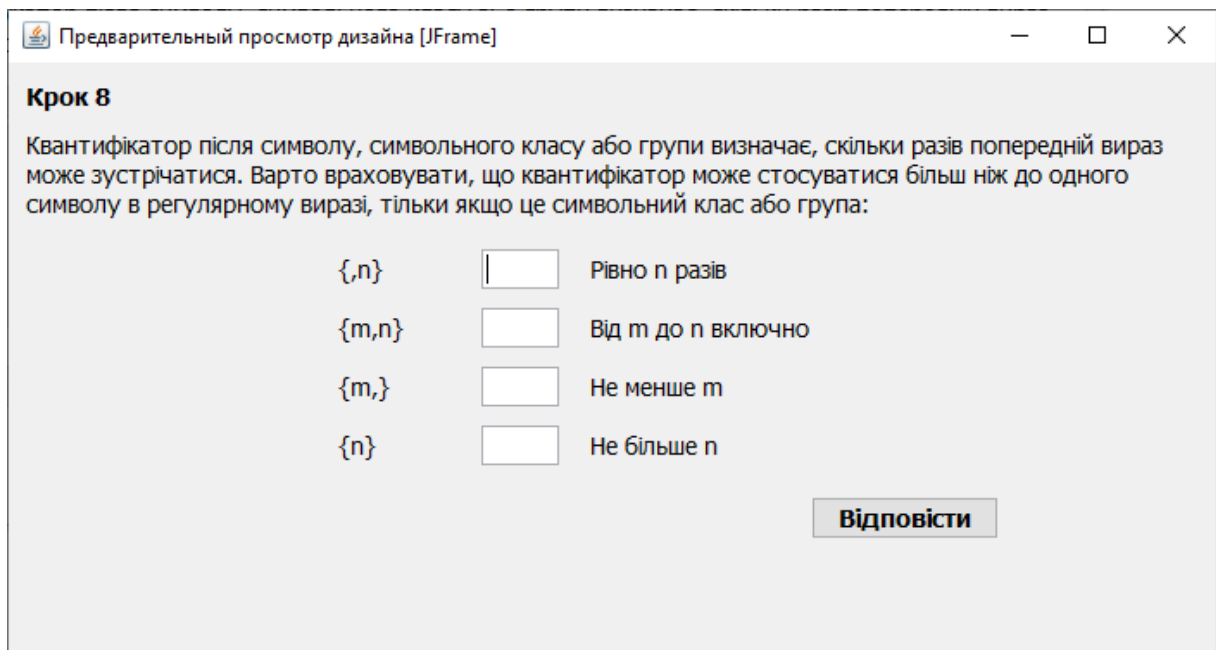 Предварительный просмотр дизайна [JFrame]
Крок 8
Квантифікатор після символу, символьного класу або групи визначає, скільки разів попередній вираз
може зустрічатися. Варто враховувати, що квантифікатор може стосуватися більш ніж до одного
символу в регулярному виразі, тільки якщо це символьний клас або група:
{,n} Рівно n разів
{m,n} Від m до n включно
{m,} Не менше m
{n} Не більше n
Відповісти